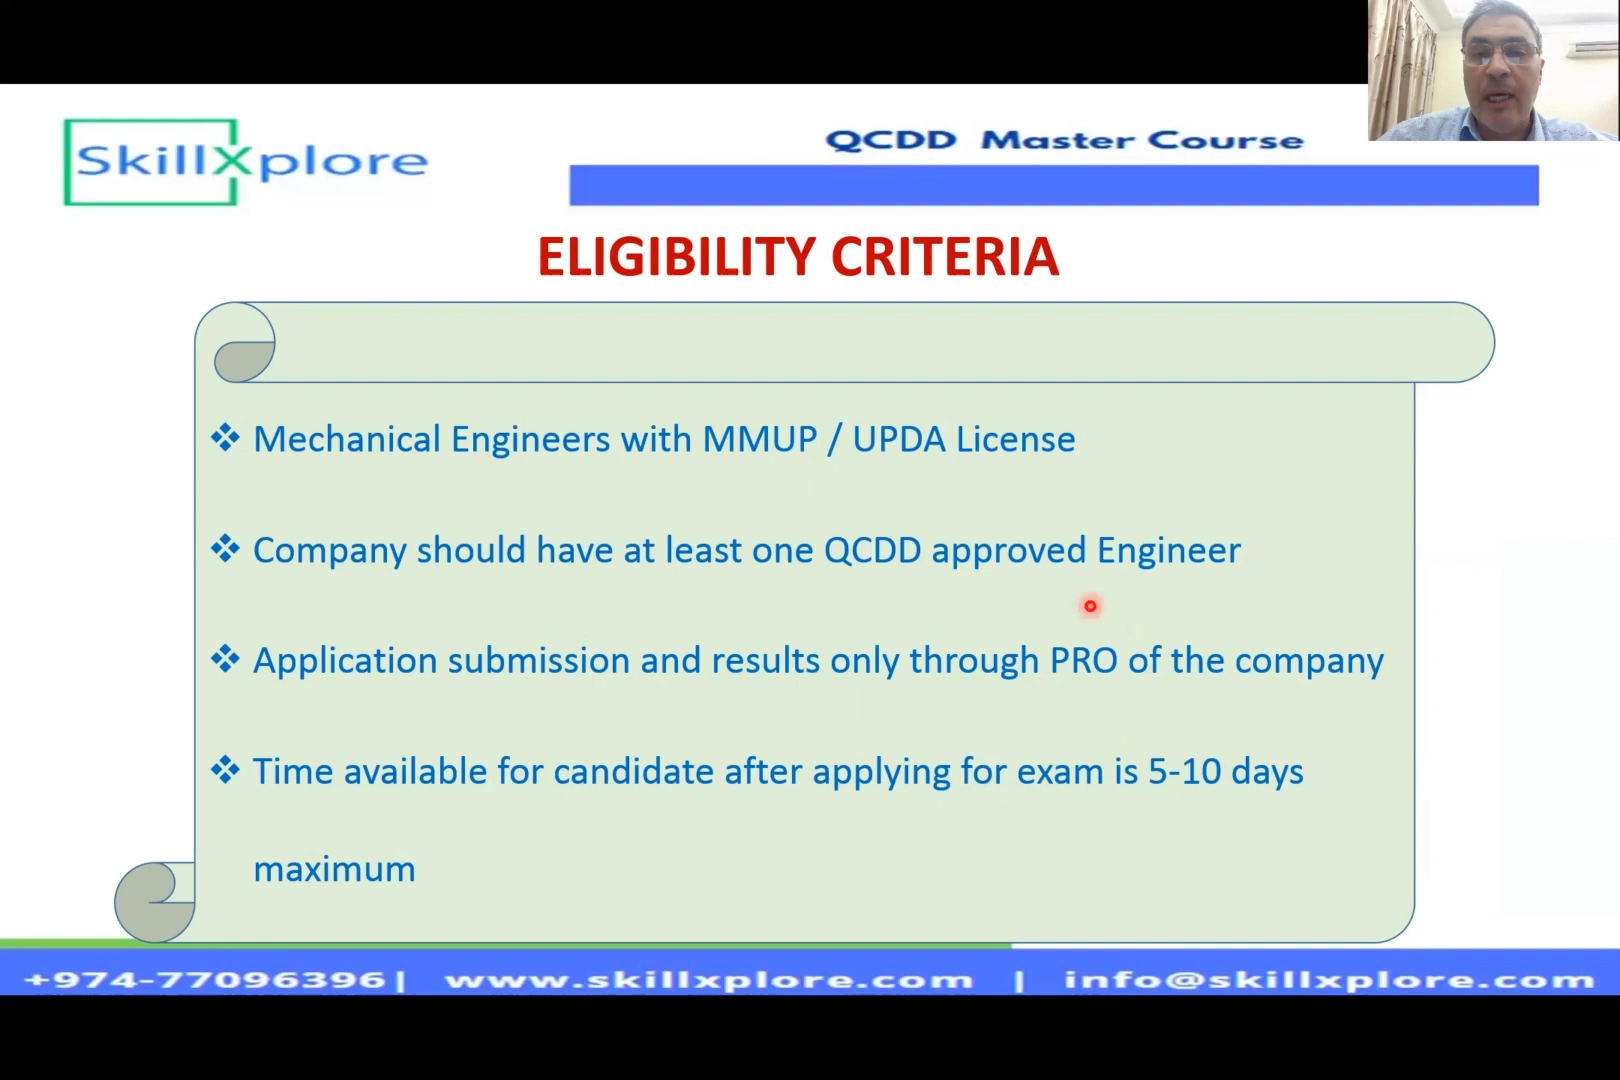 SkillXplore
QCDD Master Course
ELIGIBILITY CRITERIA
❖ Mechanical Engineers with MMUP / UPDA License
❖ Company should have at least one QCDD approved Engineer
❖ Application submission and results only through PRO of the company
❖ Time available for candidate after applying for exam is 5-10 days
maximum
+974-77096396| www.skillxplore.com | info@skillxplore.com